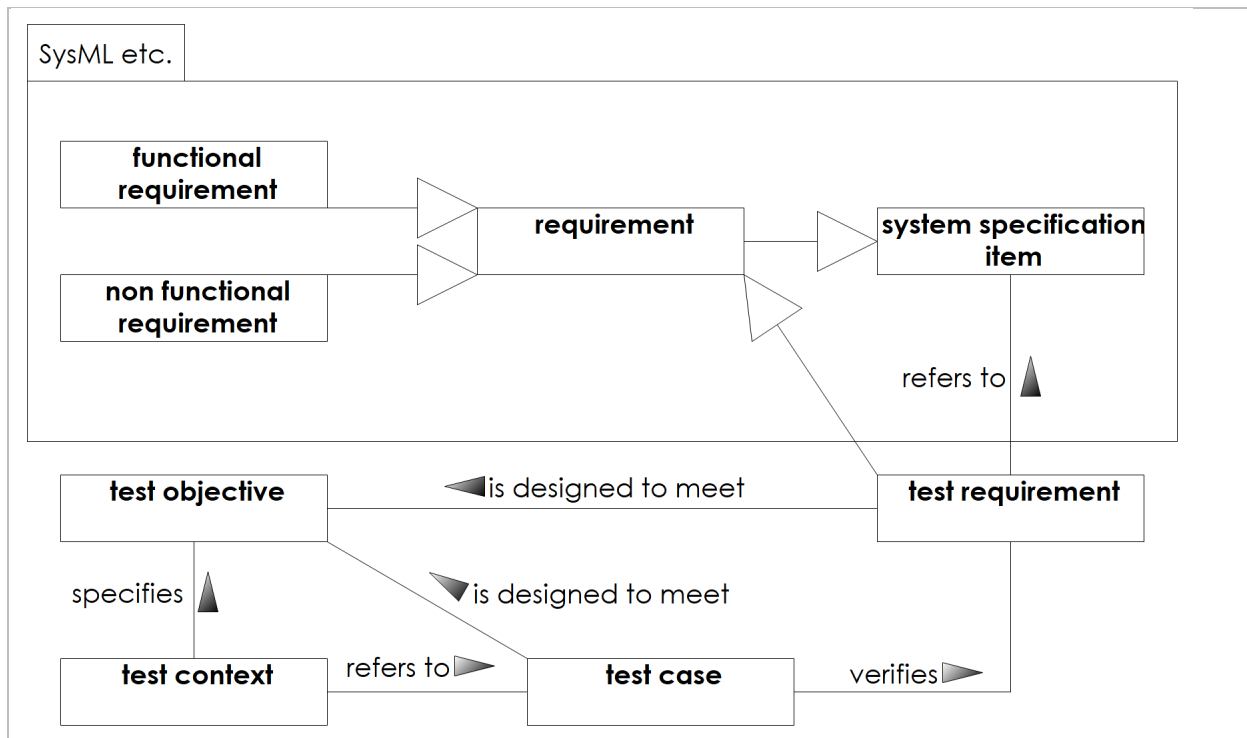 SysML etc.
functional
requirement
requirement
system specification
item
non functional
requirement
refers to
test objective
is designed to meet
test requirement
specifies
is designed to meet
test context
refers to
test case
verifies